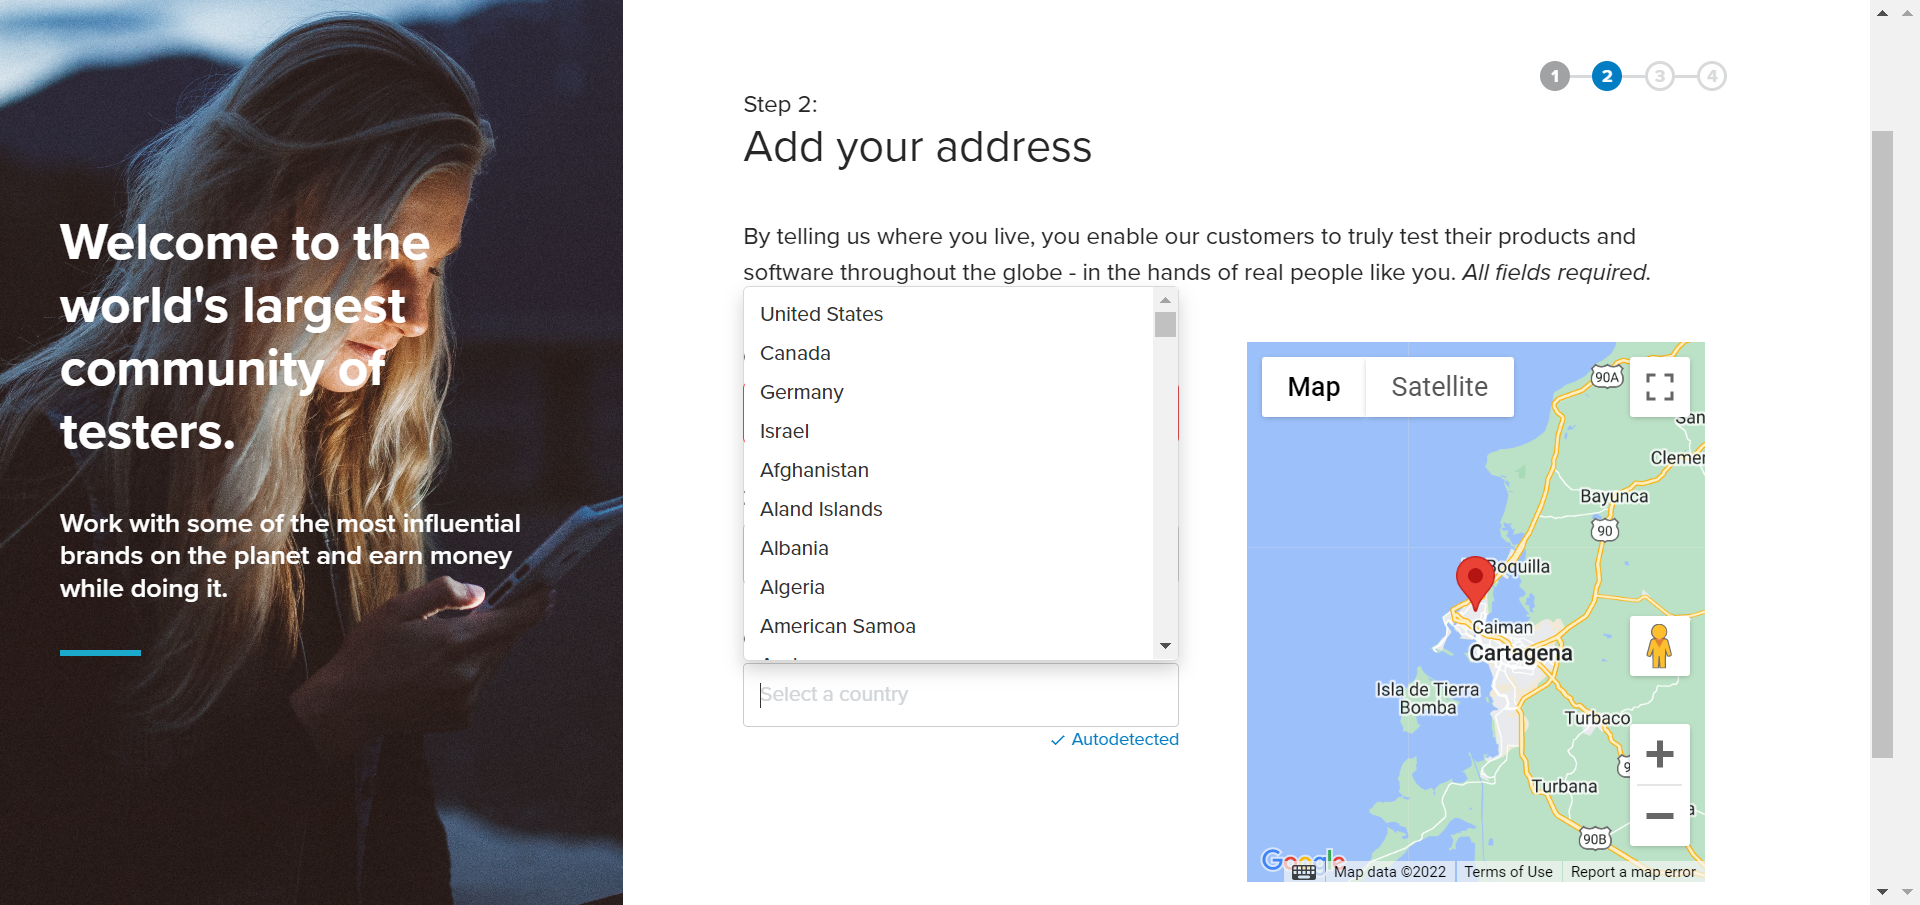 Welcome to the
world's largest
community of
testers.
Work with some of the most influential
brands on the planet and earn money
while doing it.
1
2
3
4
Step 2:
Add your address
By telling us where you live, you enable our customers to truly test their products and
software throughout the globe - in the hands of real people like you. All fields required.
United States
Canada
Germany
Israel
Afghanistan
Aland Islands
Albania
Algeria
American Samoa
Select a country
Autodetected
Map
Satellite
90A
San
Clemen
Bayunca
90
Boquilla
Caiman
Cartagena
Isla de Tierra
Bomba
Turbaco
Turbana
90B
Google
Map data ©2022
Terms of Use
Report a map error